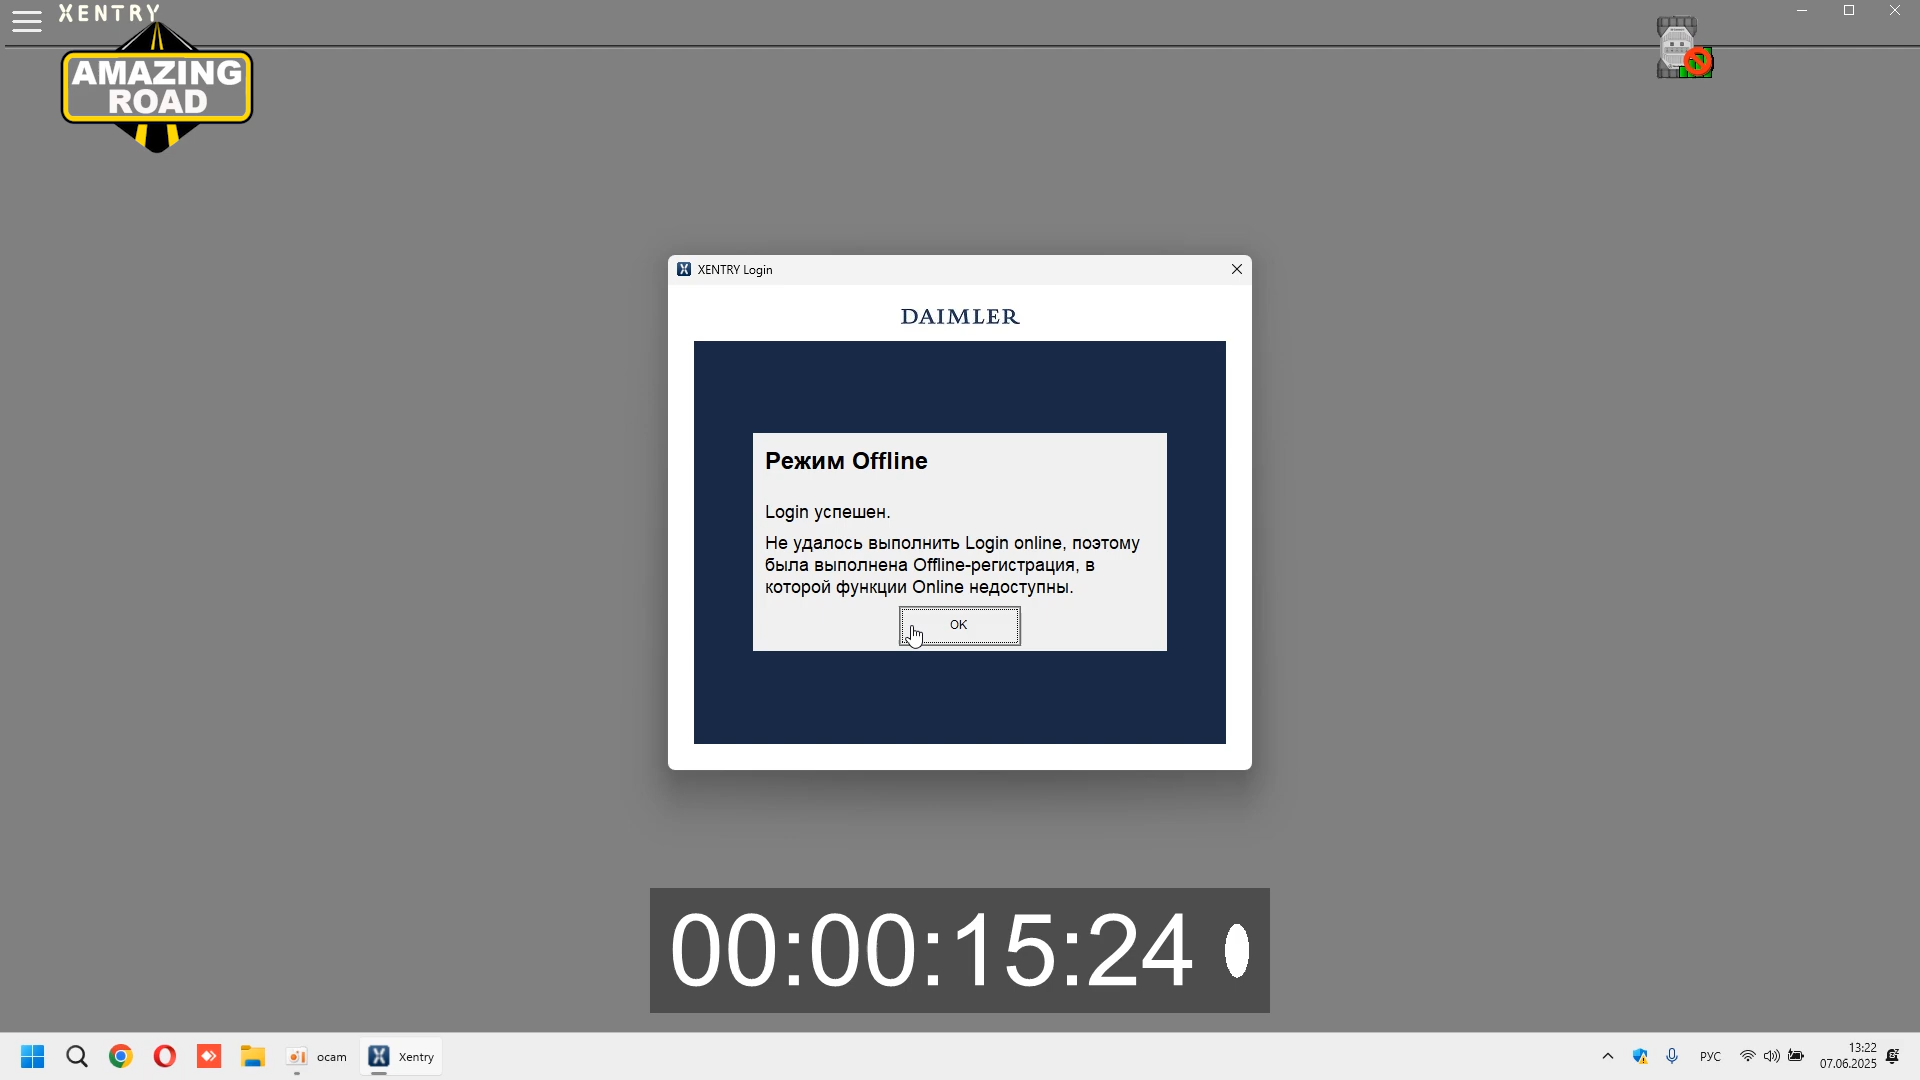 XENTRY
AMAZING
ROAD
XENTRY Login
DAIMLER
Режим Offline
Login успешен.
Не удалось выполнить Login online, поэтому
была выполнена Offline-регистрация, в
которой функции Online недоступны.
OK
00:00:15:24
ocam
Xentry
РУС
13:22
07.06.2025